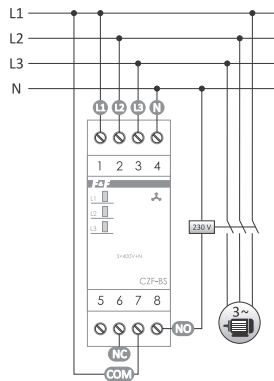 L1
L2
L3
N
L1 L2 L3 N
1 2 3 4
F&F
L1
L2
L3
3×400V+N
CZF-BS
230 V
5 6 7 8
NO
NC
COM
3~